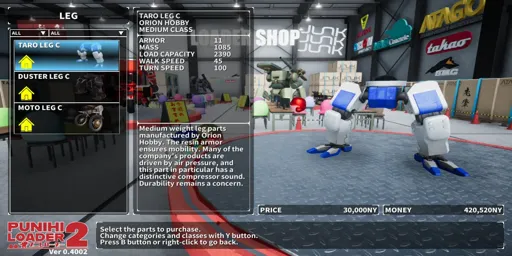 LEG
ALL ALL
TARO LEG C
DUSTER LEG C
MOTO LEG C
TARO LEG C
ORION HOBBY
MEDIUM CLASS
ARMOR 11
MASS 1085
LOAD CAPACITY 2390
WALK SPEED 45
TURN SPEED 100
Medium weight leg parts
manufactured by Orion
Hobby. The resin armor
ensures mobility. Many of the
company's products are
driven by air pressure, and
this part in particular has a
distinctive compressor sound.
Durability remains a concern.
SHOP
JUNK
JUNK
AVAGO
takao
PRICE 30,000NY
MONEY 420,520NY
PUNIHI
LOADER 2
Ver 0.4002
Select the parts to purchase.
Change categories and classes with Y button.
Press B button or right-click to go back.